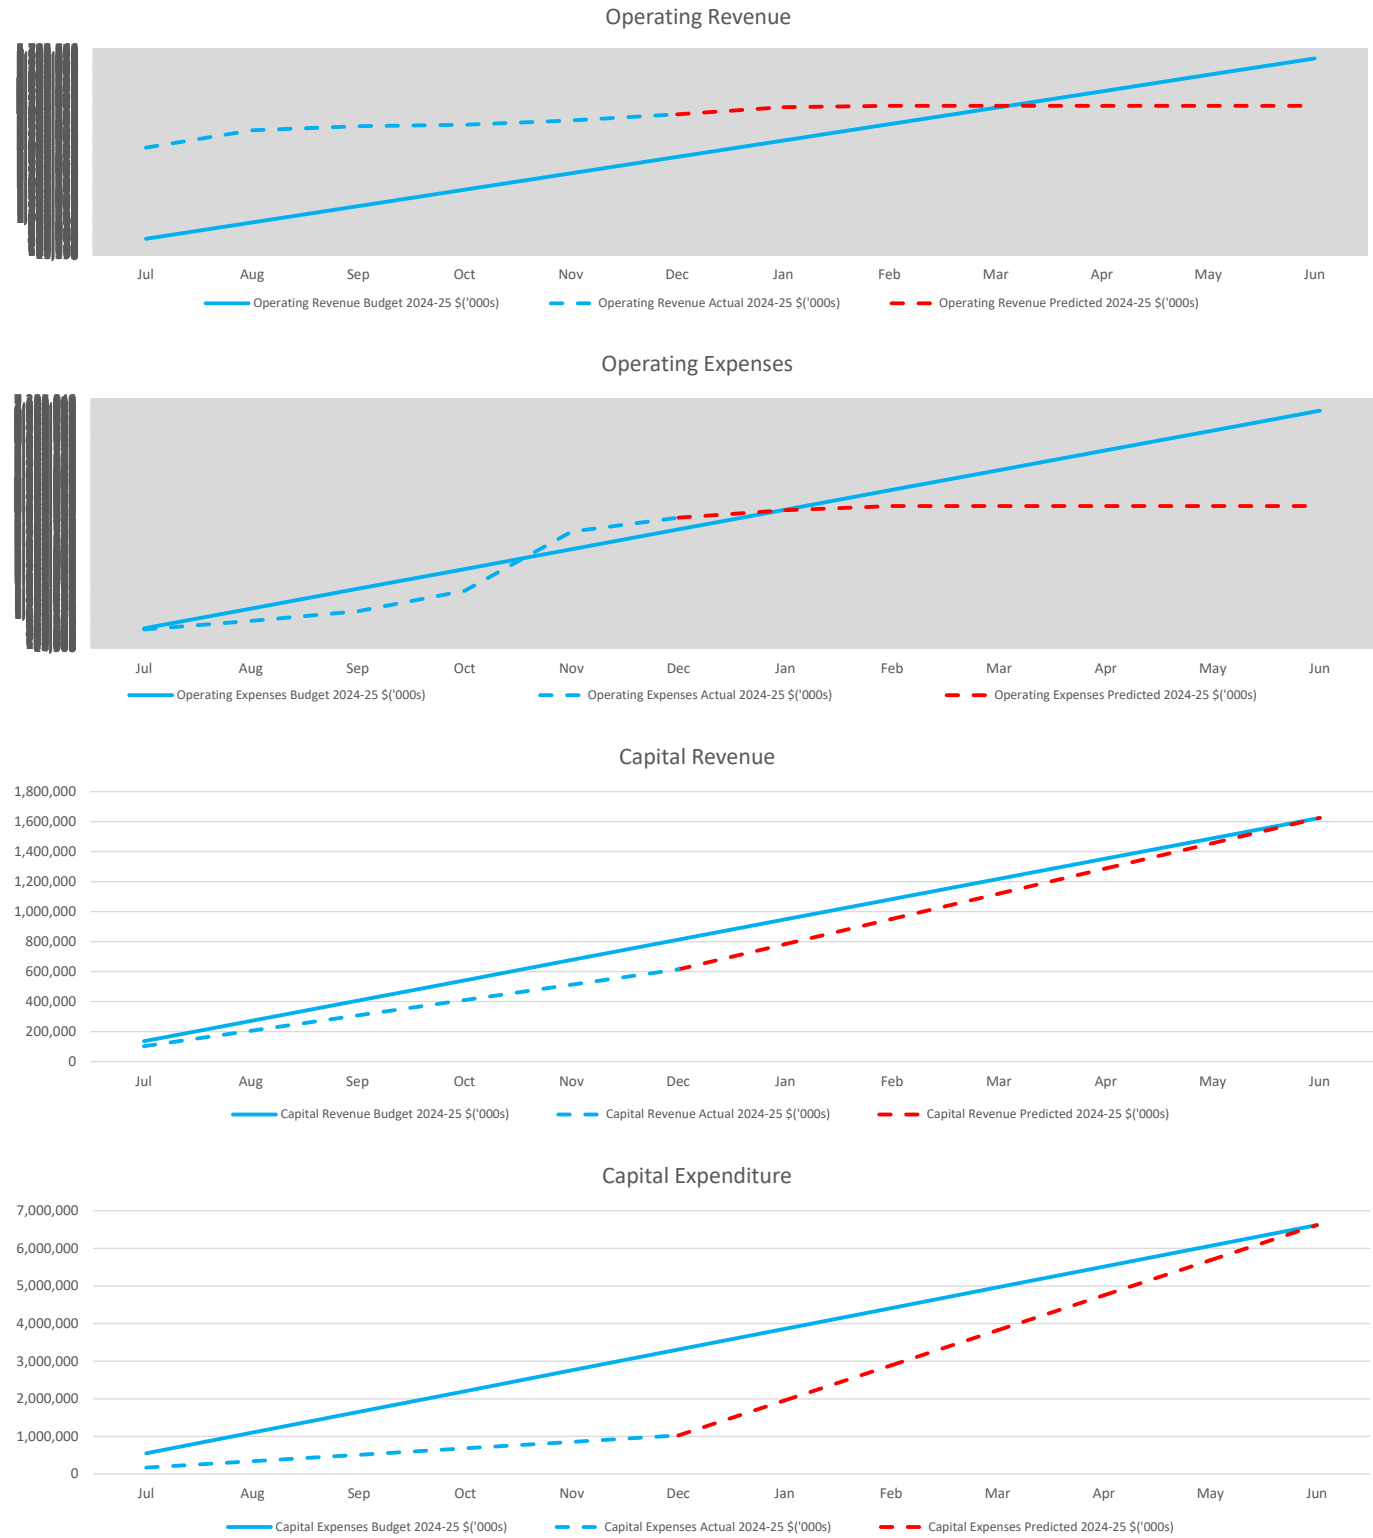 Operating Revenue
Jul Aug Sep Oct Nov Dec Jan Feb Mar Apr May Jun
Operating Revenue Budget 2024-25 $('000s) Operating Revenue Actual 2024-25 $('000s) Operating Revenue Predicted 2024-25 $('000s)
Operating Expenses
Jul Aug Sep Oct Nov Dec Jan Feb Mar Apr May Jun
Operating Expenses Budget 2024-25 $('000s) Operating Expenses Actual 2024-25 $('000s) Operating Expenses Predicted 2024-25 $('000s)
Capital Revenue
1,800,000
1,600,000
1,400,000
1,200,000
1,000,000
800,000
600,000
400,000
200,000
0
Jul Aug Sep Oct Nov Dec Jan Feb Mar Apr May Jun
Capital Revenue Budget 2024-25 $('000s) Capital Revenue Actual 2024-25 $('000s) Capital Revenue Predicted 2024-25 $('000s)
Capital Expenditure
7,000,000
6,000,000
5,000,000
4,000,000
3,000,000
2,000,000
1,000,000
0
Jul Aug Sep Oct Nov Dec Jan Feb Mar Apr May Jun
Capital Expenses Budget 2024-25 $('000s) Capital Expenses Actual 2024-25 $('000s) Capital Expenses Predicted 2024-25 $('000s)